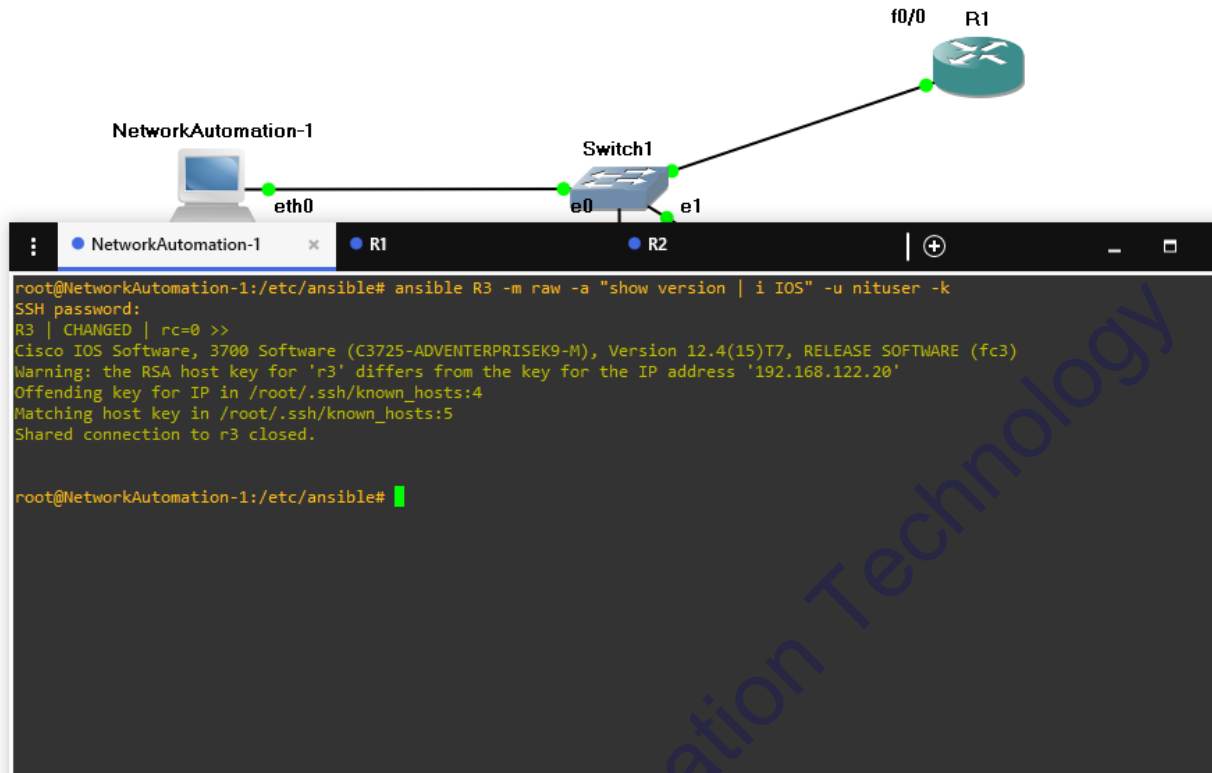 f0/0
R1
NetworkAutomation-1
Switch1
eth0
e0
e1
NetworkAutomation-1 ×
R1
R2
root@NetworkAutomation-1:/etc/ansible# ansible R3 -m raw -a "show version | i IOS" -u nituser -k
SSH password:
R3 | CHANGED | rc=0 >>
Cisco IOS Software, 3700 Software (C3725-ADVENTERPRISEK9-M), Version 12.4(15)T7, RELEASE SOFTWARE (fc3)
Warning: the RSA host key for 'r3' differs from the key for the IP address '192.168.122.20'
Offending key for IP in /root/.ssh/known_hosts:4
Matching host key in /root/.ssh/known_hosts:5
Shared connection to r3 closed.
root@NetworkAutomation-1:/etc/ansible#
Technology